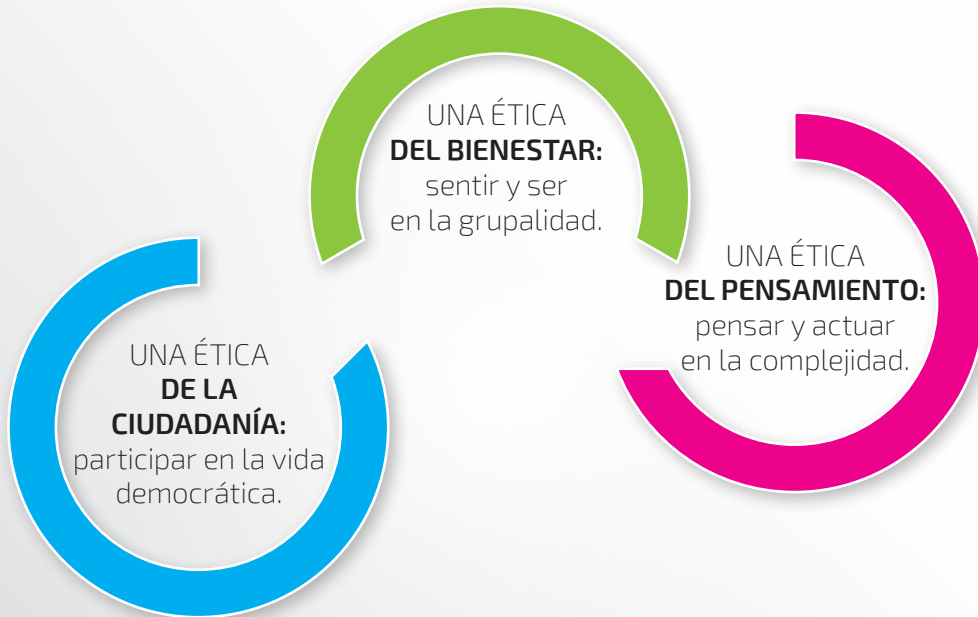 UNA ÉTICA
DEL BIENESTAR:
sentir y ser
en la grupalidad.
UNA ÉTICA
DEL PENSAMIENTO:
pensar y actuar
en la complejidad.
UNA ÉTICA
DE LA
CIUDADANÍA:
participar en la vida
democrática.